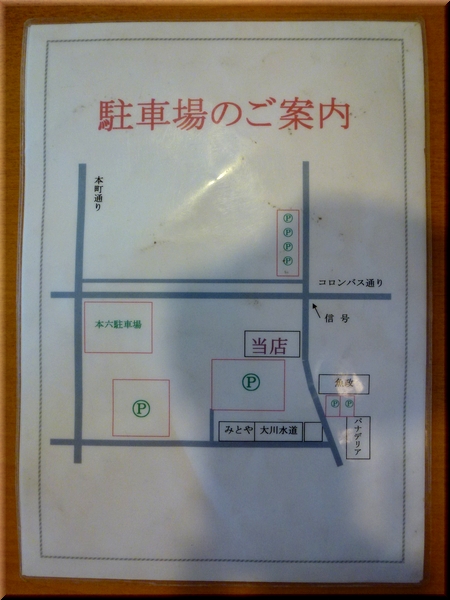 駐車場のご案内
本町通り
Ⓟ
Ⓟ
Ⓟ
Ⓟ
コロンバス通り
信号
本六駐車場
当店
Ⓟ
Ⓟ
Ⓟ Ⓟ
みとや
大川水道
パナデリア